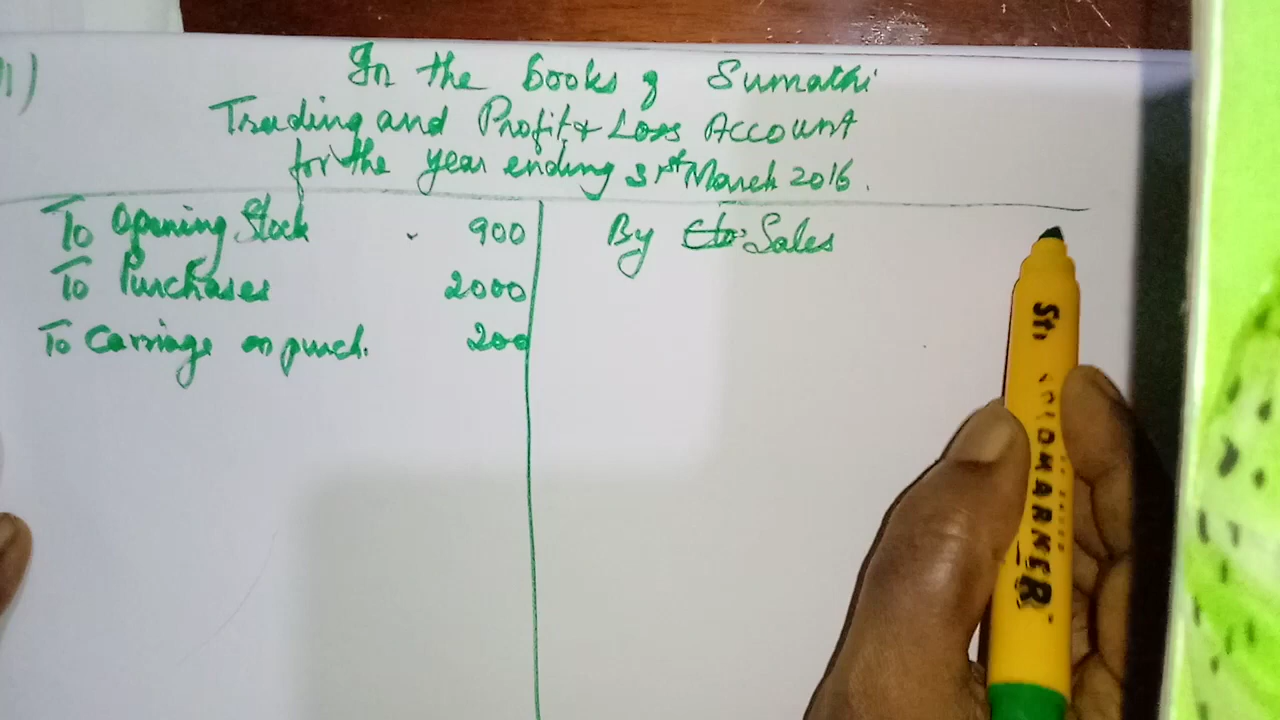 In the books of Sumathi
Trading and Profit & Loss Account
for the year ending 31st March 2016.
To Opening Stock 900 By Sales
To Purchases 2000
To Carriage on purch. 200